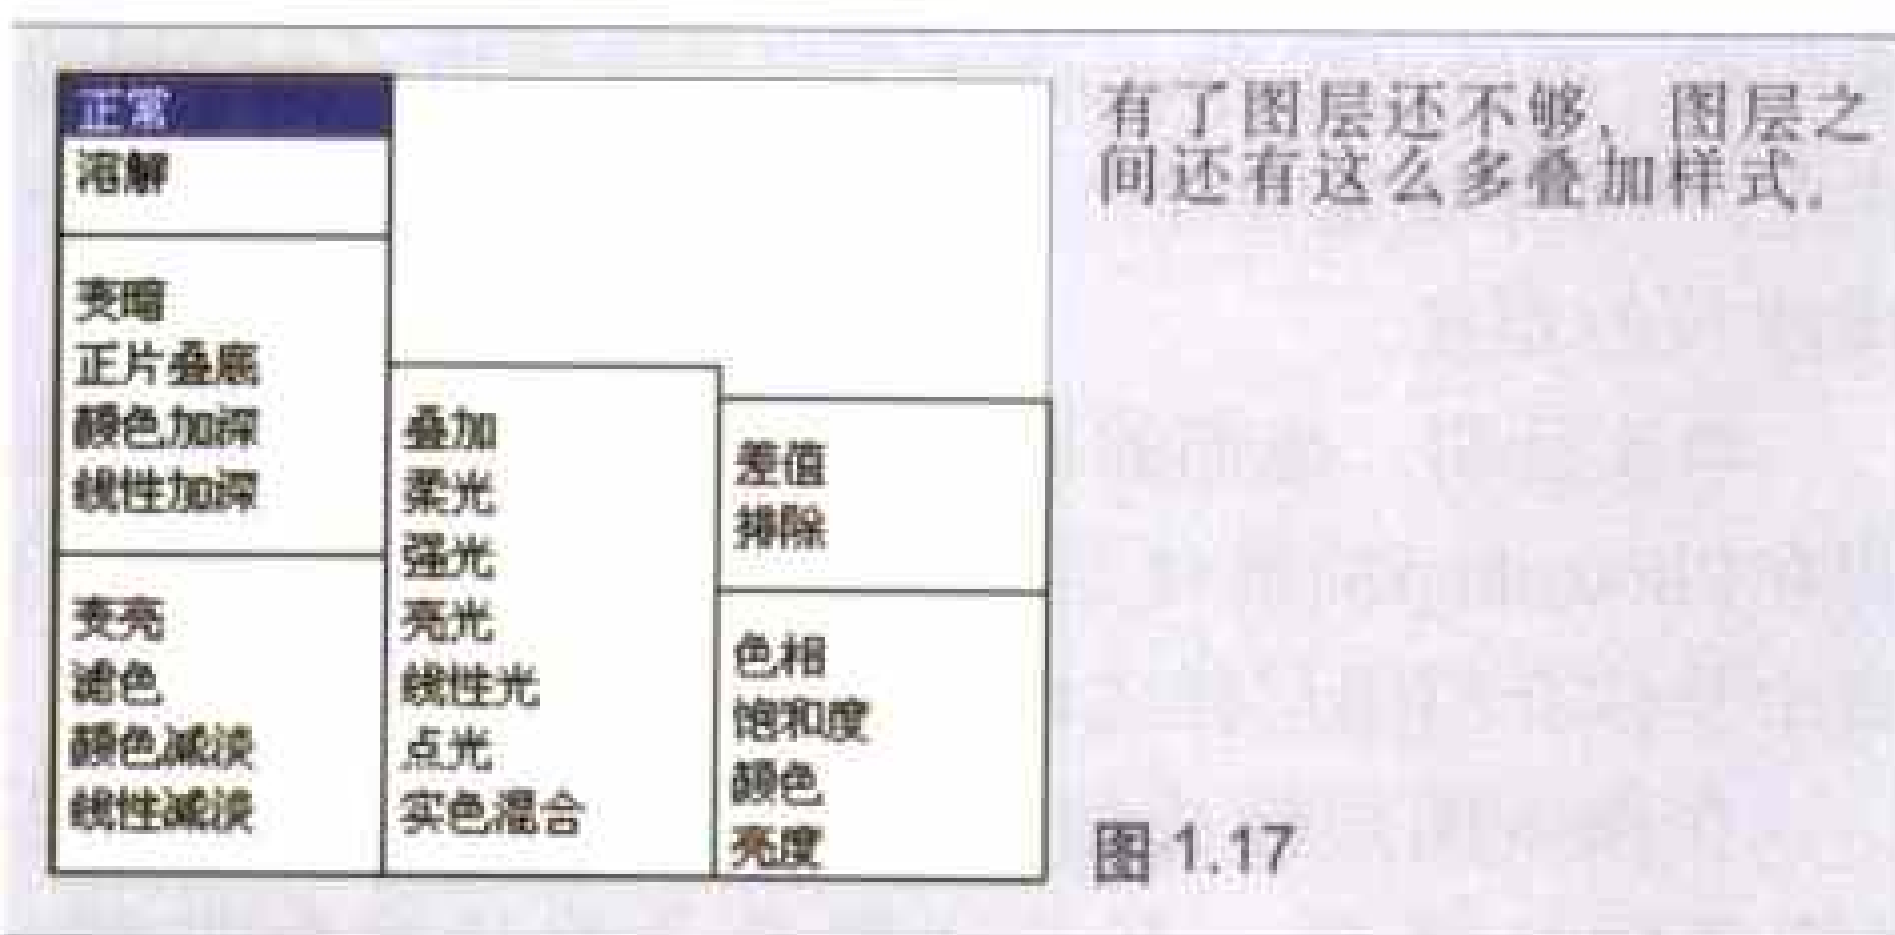 正常
溶解
变暗
正片叠底
颜色加深
线性加深
变亮
滤色
颜色减淡
线性减淡
叠加
柔光
强光
亮光
线性光
点光
实色混合
差值
排除
色相
饱和度
颜色
亮度
有了图层还不够、图层之
间还有这么多叠加样式。
图 1.17